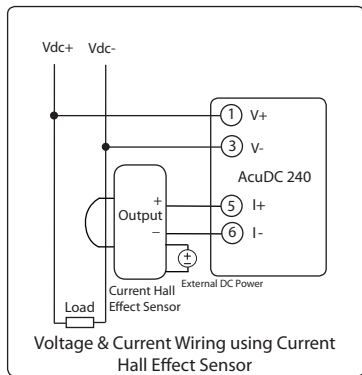 Vdc+ Vdc-
1 V+
3 V-
AcuDC 240
+
Output
5 I+
−
6 I-
+
−
External DC Power
Current Hall
Effect Sensor
Load
Voltage & Current Wiring using Current
Hall Effect Sensor